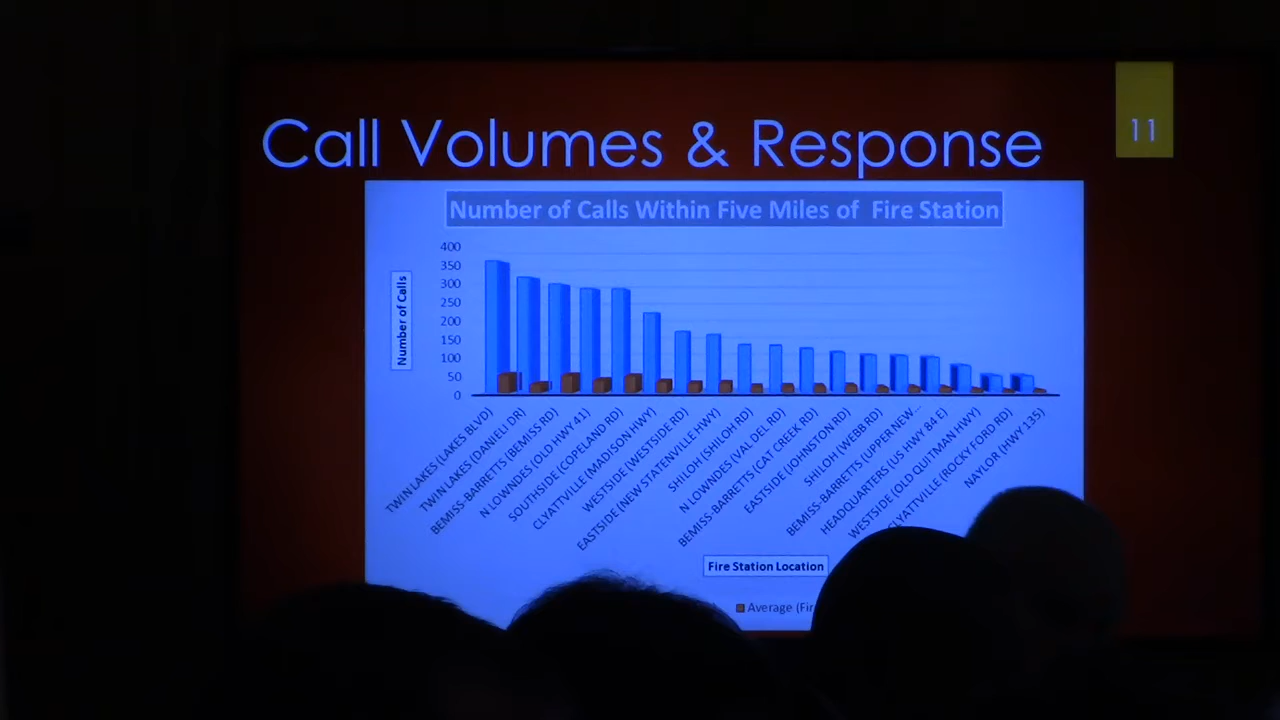 Call Volumes & Response
11
Number of Calls Within Five Miles of Fire Station
Number of Calls
400
350
300
250
200
150
100
50
0
TWIN LAKES (LAKES BLVD)
TWIN LAKES (DANIELI DR)
BEMISS-BARRETTS (BEMISS RD)
N LOWNDES (OLD HWY 41)
SOUTHSIDE (COPELAND RD)
CLYATTVILLE (MADISON HWY)
WESTSIDE (WESTSIDE RD)
EASTSIDE (NEW STATENVILLE HWY)
SHILOH (SHILOH RD)
N LOWNDES (VAL DEL RD)
BEMISS-BARRETTS (CAT CREEK RD)
EASTSIDE (JOHNSTON RD)
SHILOH (WEBB RD)
BEMISS-BARRETTS (UPPER NEW...
HEADQUARTERS (US HWY 84 E)
WESTSIDE (OLD QUITMAN HWY)
CLYATTVILLE (ROCKY FORD RD)
NAYLOR (HWY 135)
Fire Station Location
Average (Fir